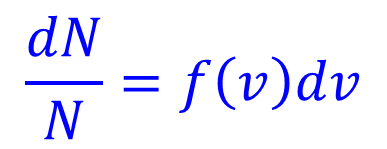 dN/N = f(v)dv